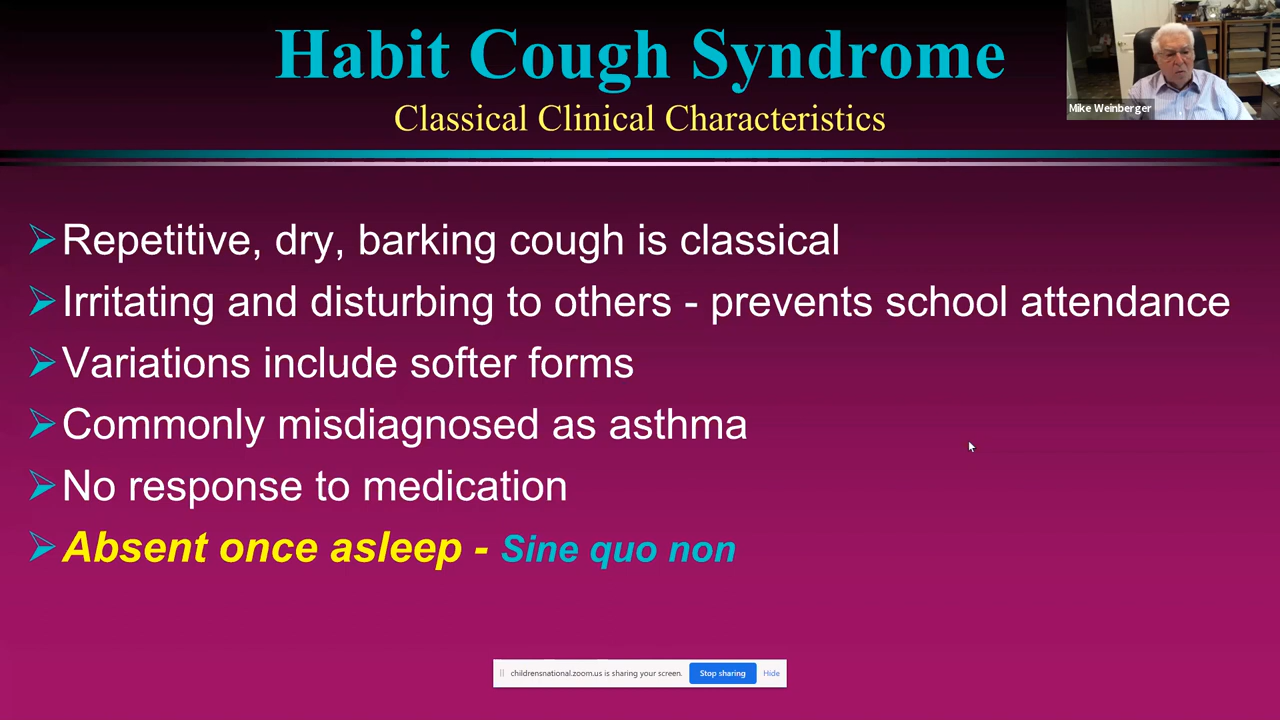 Habit Cough Syndrome
Classical Clinical Characteristics
Mike Weinberger
Repetitive, dry, barking cough is classical
Irritating and disturbing to others - prevents school attendance
Variations include softer forms
Commonly misdiagnosed as asthma
No response to medication
Absent once asleep - Sine quo non
childrensnational.zoom.us is sharing your screen. Stop sharing Hide